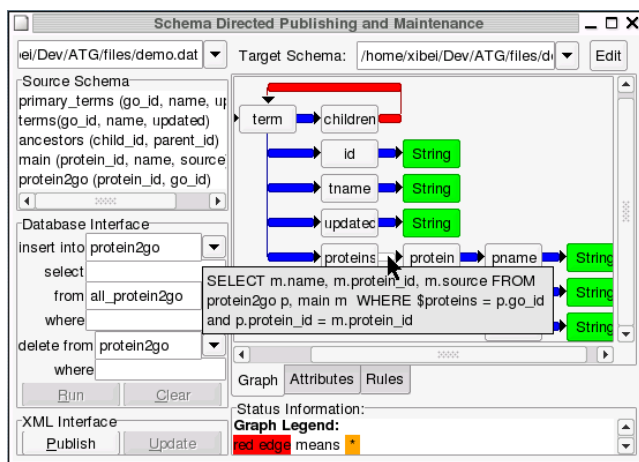 Schema Directed Publishing and Maintenance
ei/Dev/ATG/files/demo.dat
Target Schema: /home/xibei/Dev/ATG/files/d
Edit
Source Schema
primary_terms (go_id, name, up
terms(go_id, name, updated)
ancestors (child_id, parent_id)
main (protein_id, name, source)
protein2go (protein_id, go_id)
Database Interface
insert into protein2go
select
from all_protein2go
where
delete from protein2go
where
Run Clear
XML Interface
Publish Update
term children
id String
tname String
updated String
proteins protein pname String
String
String
SELECT m.name, m.protein_id, m.source FROM
protein2go p, main m WHERE $proteins = p.go_id
and p.protein_id = m.protein_id
Graph Attributes Rules
Status Information:
Graph Legend:
red edge means *